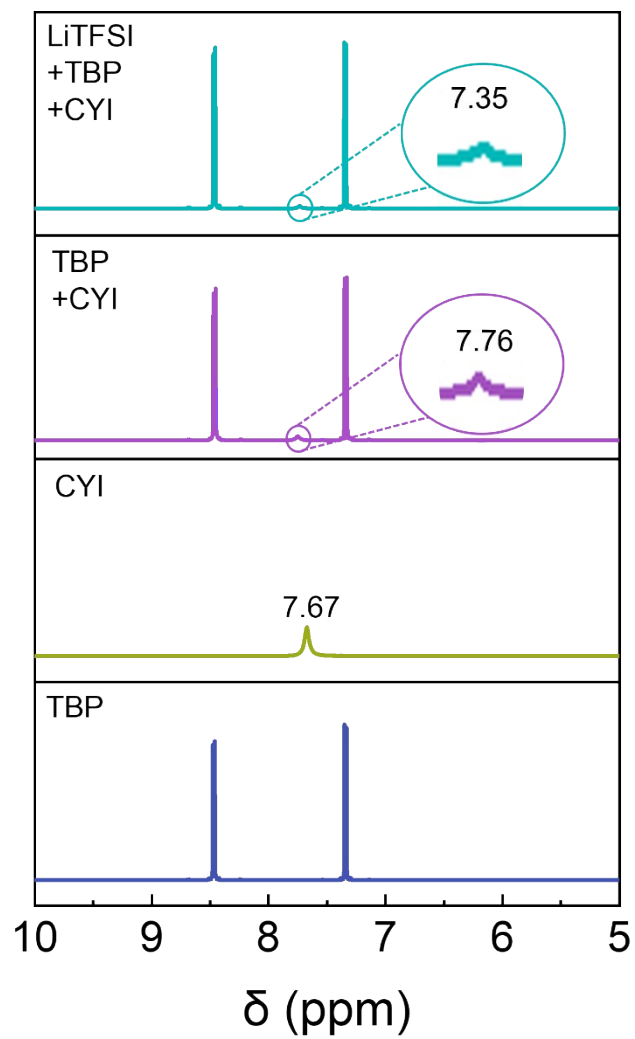 LiTFSI
+TBP
+CYI
7.35
TBP
+CYI
7.76
CYI
7.67
TBP
10 9 8 7 6 5
δ (ppm)